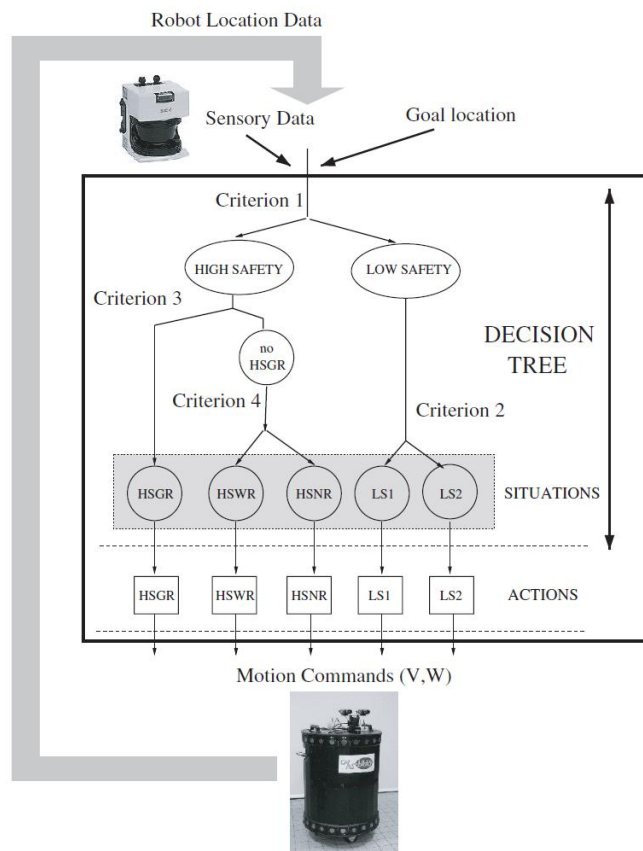 Robot Location Data
Sensory Data
Goal location
Criterion 1
HIGH SAFETY
LOW SAFETY
Criterion 3
no
HSGR
DECISION
TREE
Criterion 4
Criterion 2
HSGR
HSWR
HSNR
LS1
LS2
SITUATIONS
HSGR
HSWR
HSNR
LS1
LS2
ACTIONS
Motion Commands (V,W)